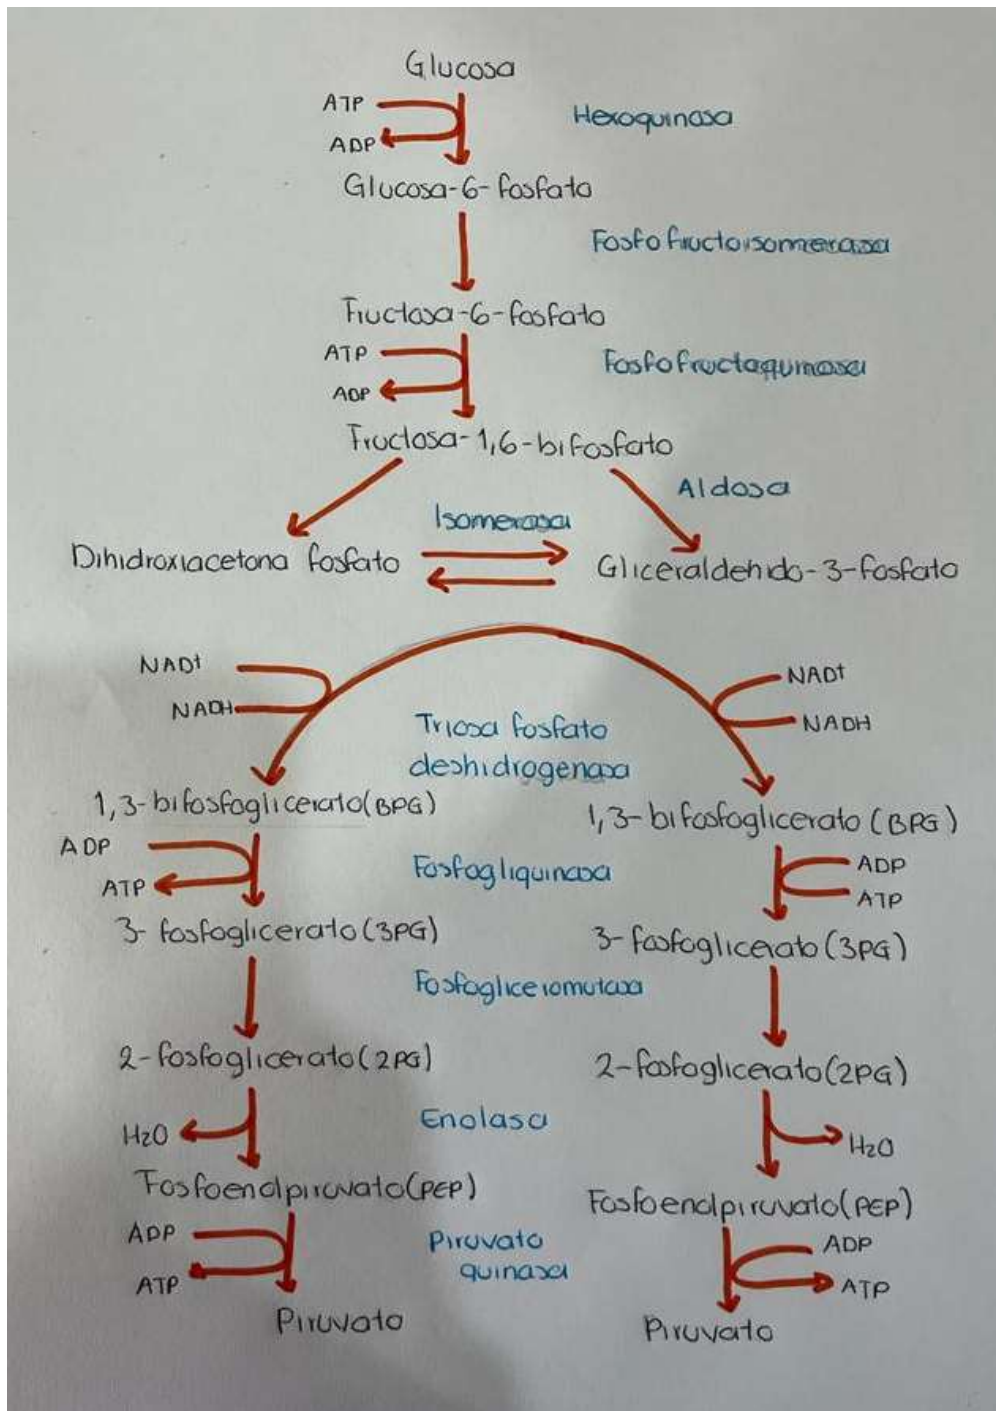 Glucosa
ATP
Hexoquinasa
ADP
Glucosa-6-fosfato
Fosfofructoisomerasa
Fructosa-6-fosfato
ATP
Fosfofructoquinasa
ADP
Fructosa-1,6-bifosfato
Aldosa
Isomerasa
Dihidroxiacetona fosfato
Gliceraldehido-3-fosfato
NAD+
NAD+
NADH
NADH
Triosa fosfato
deshidrogenasa
1,3-bifosfoglicerato(BPG)
1,3-bifosfoglicerato (BPG)
ADP
ADP
Fosfogliquinasa
ATP
ATP
3-fosfoglicerato(3PG)
3-fosfoglicerato(3PG)
Fosfogliceromutasa
2-fosfoglicerato(2PG)
2-fosfoglicerato(2PG)
Enolasa
H2O
H2O
Fosfoenolpiruvato(PEP)
Fosfoenolpiruvato(PEP)
ADP
ADP
Piruvato
quinasa
ATP
ATP
Piruvato
Piruvato